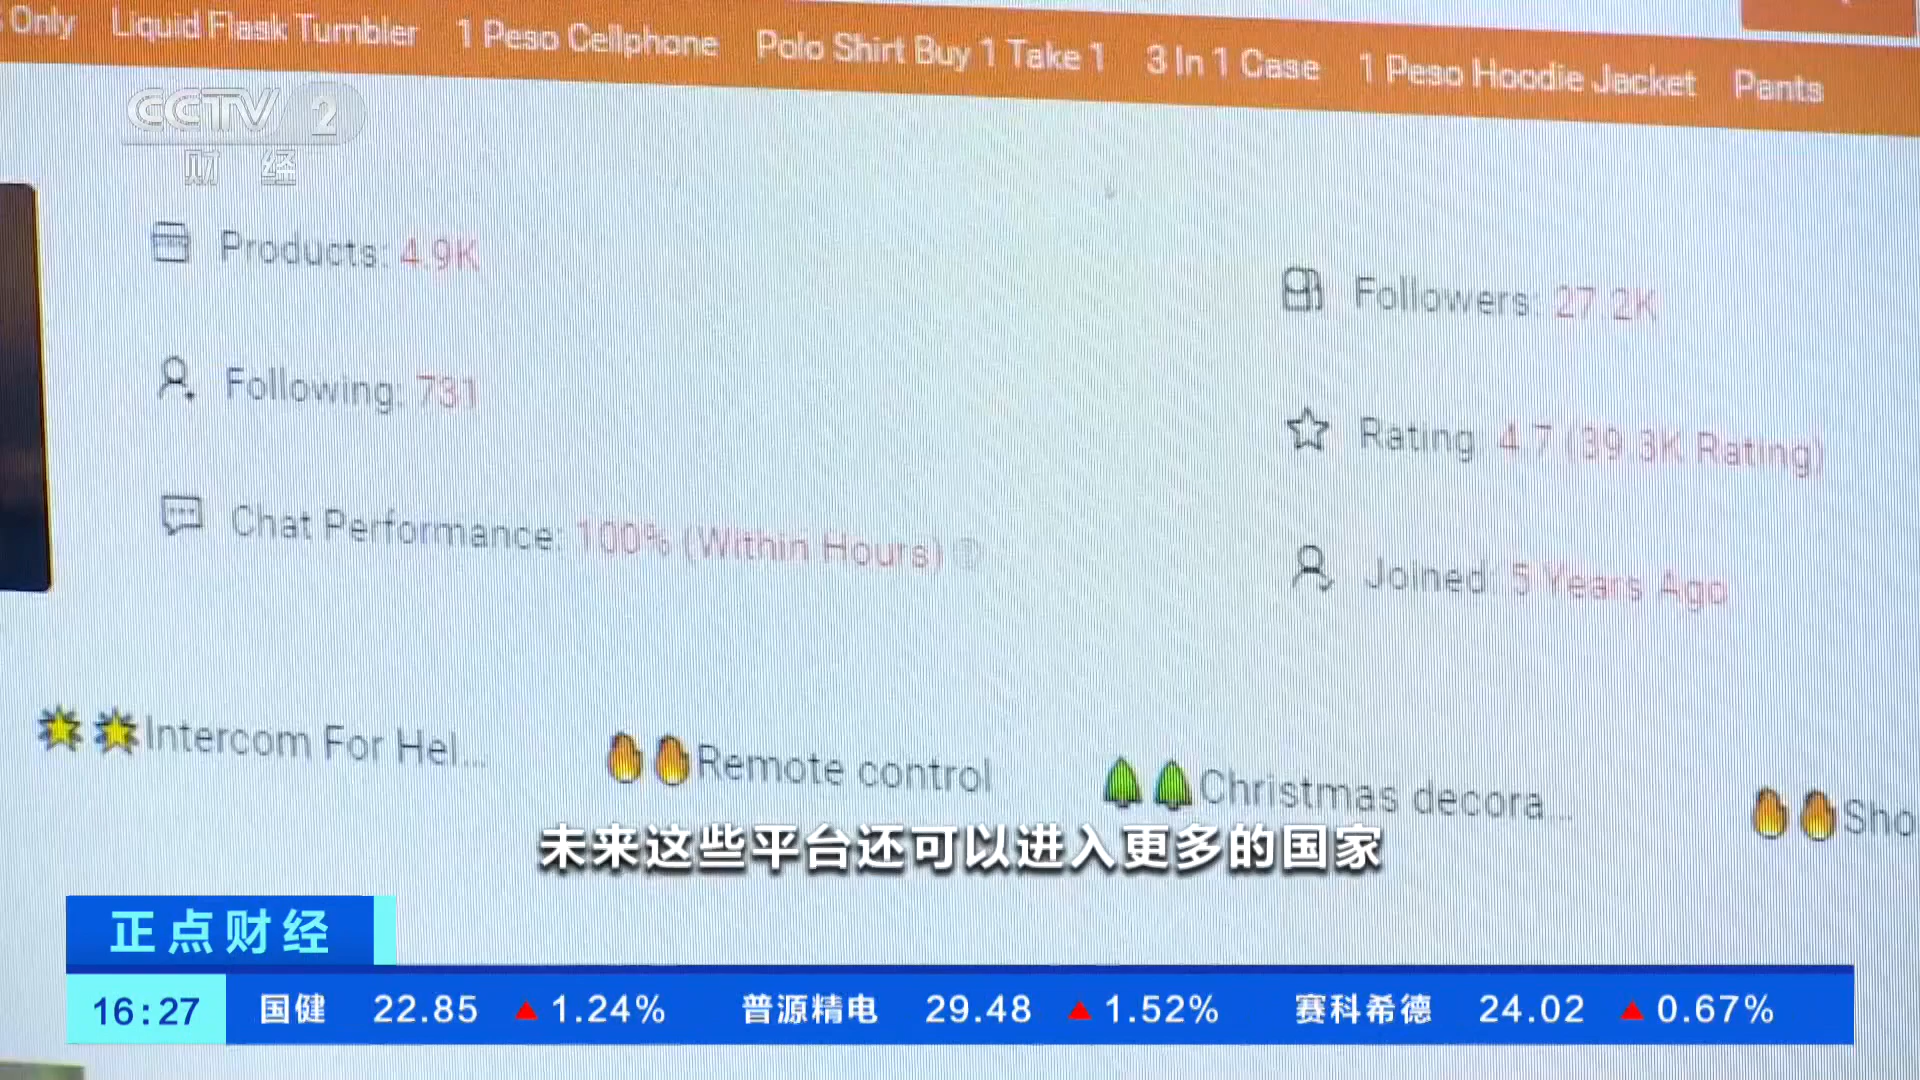 Only Liquid Flask Tumbler 1 Peso Cellphone Polo Shirt Buy 1 Take 1 3 In 1 Case 1 Peso Hoodie Jacket Pants
CCTV 2
财经
Products: 4.9K
Followers: 27.2K
Following: 731
Rating 4.7 (39.3K Rating)
Chat Performance: 100% (Within Hours)
Joined: 5 Years Ago
Intercom For Hel...
Remote control
Christmas decora...
Sho
未来这些平台还可以进入更多的国家
正点财经
16:27 国健 22.85 ▲ 1.24% 普源精电 29.48 ▲ 1.52% 赛科希德 24.02 ▲ 0.67%